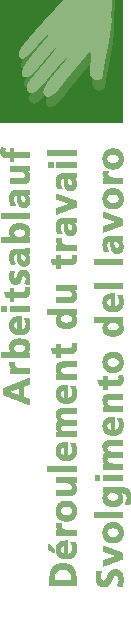 Arbeitsablauf
Déroulement du travail
Svolgimento del lavoro